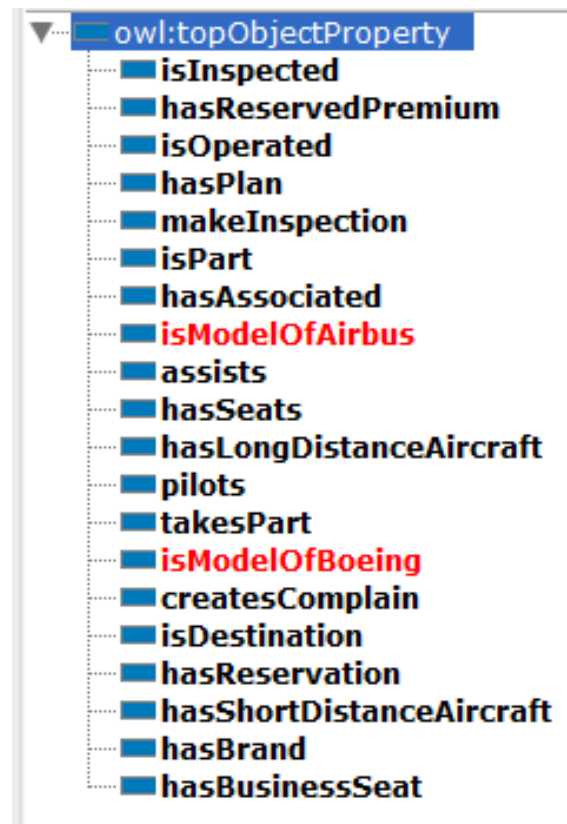 owl:topObjectProperty
isInspected
hasReservedPremium
isOperated
hasPlan
makeInspection
isPart
hasAssociated
isModelOfAirbus
assists
hasSeats
hasLongDistanceAircraft
pilots
takesPart
isModelOfBoeing
createsComplain
isDestination
hasReservation
hasShortDistanceAircraft
hasBrand
hasBusinessSeat